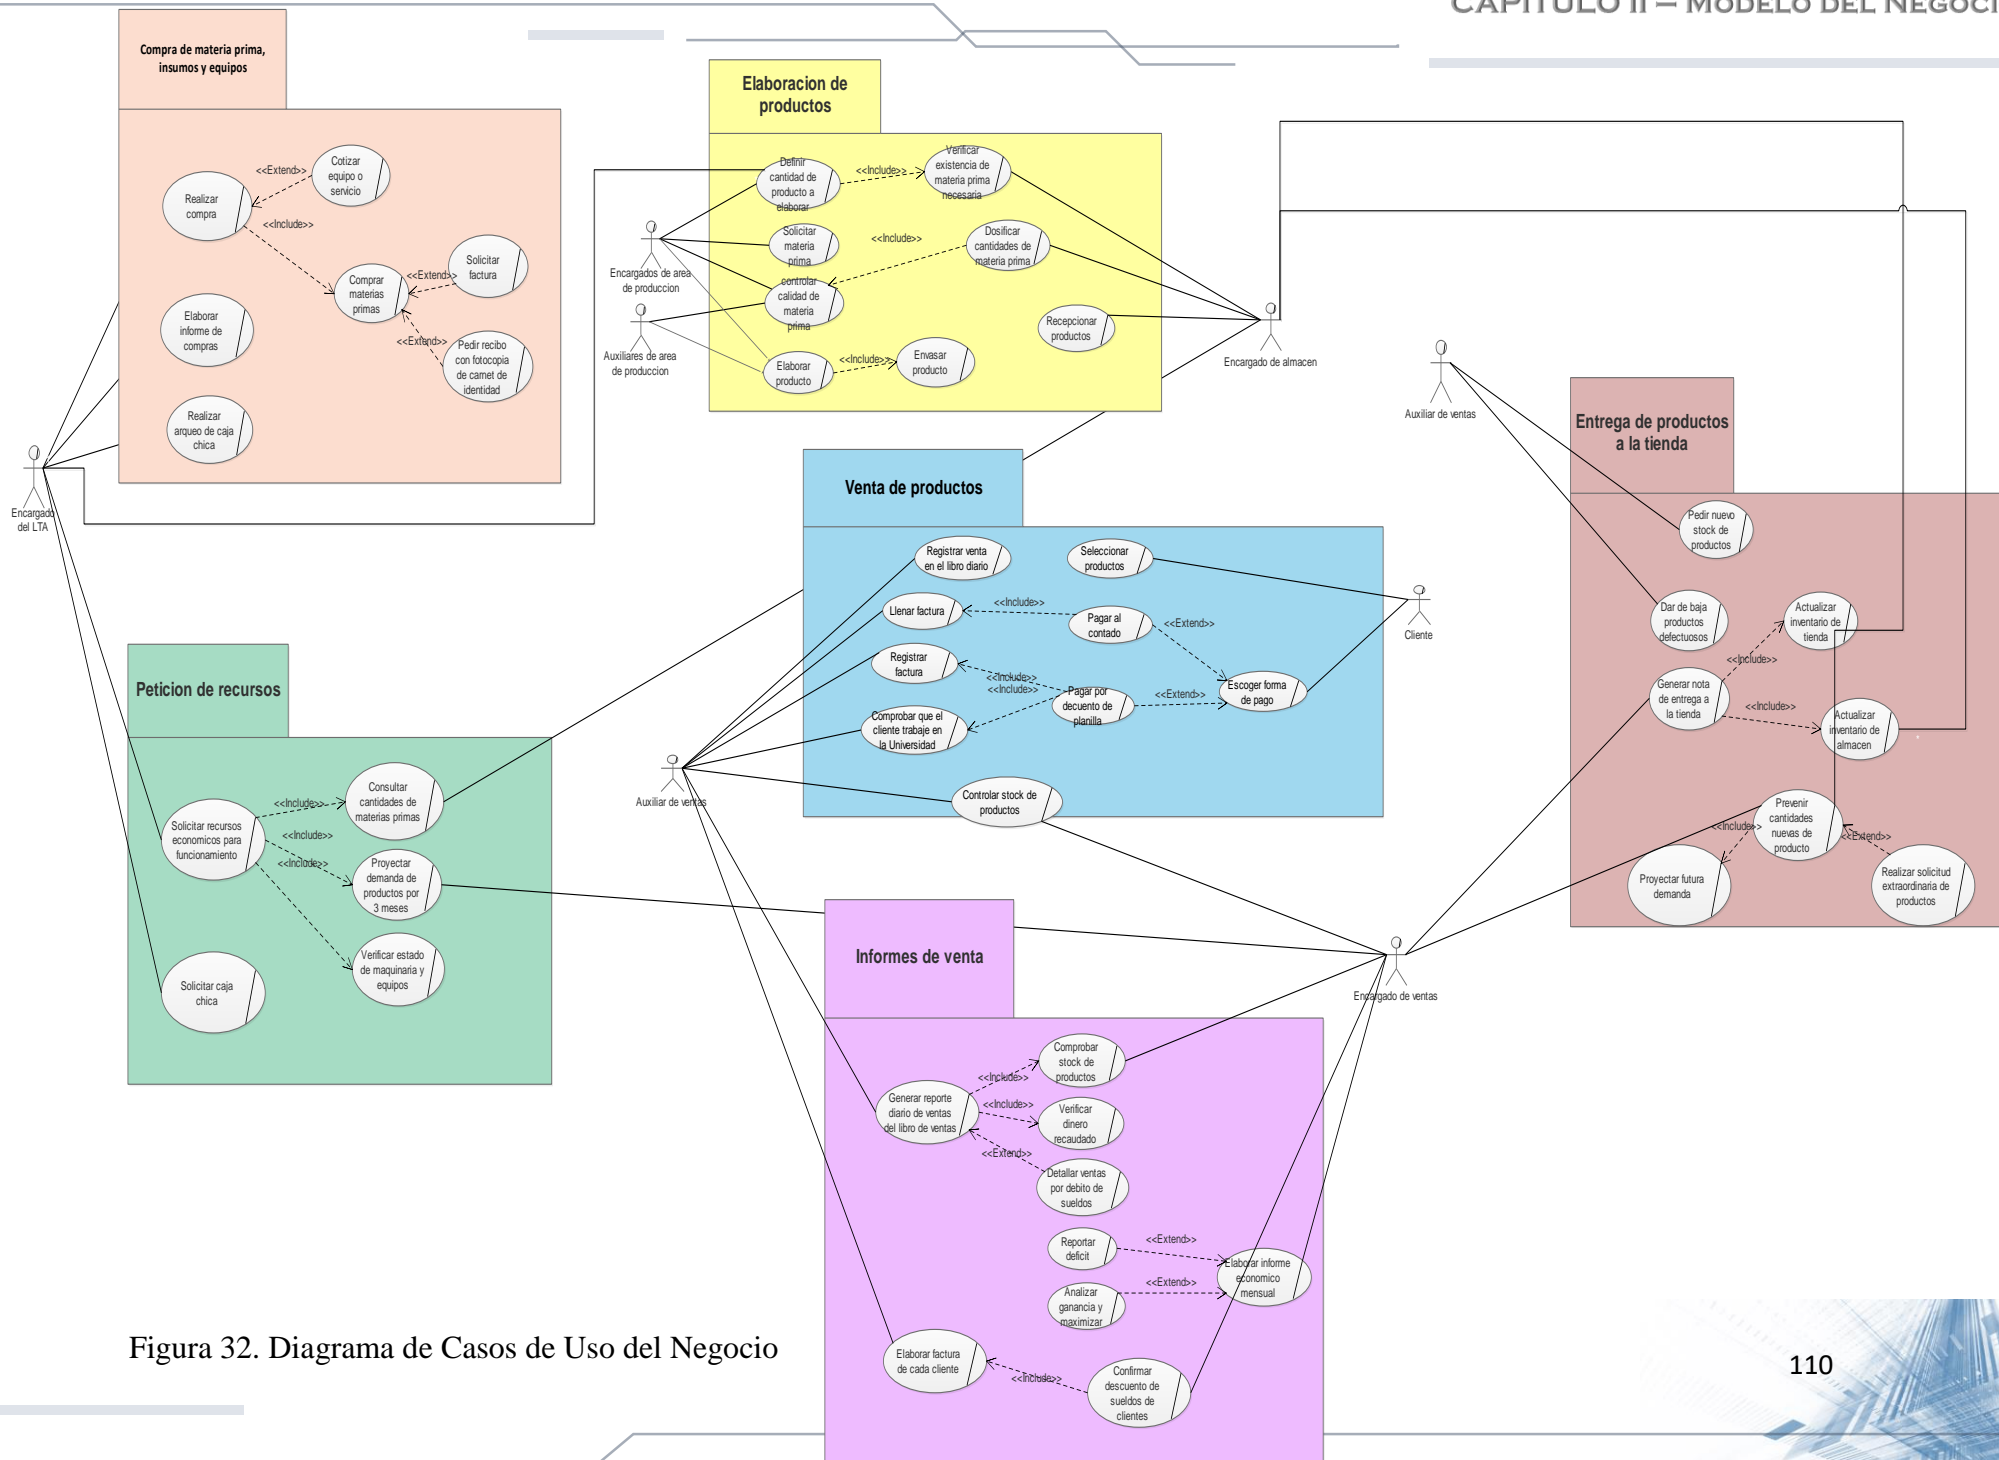 CAPITULO II – MODELO DEL NEGOCI
Compra de materia prima,
insumos y equipos
Realizar
compra
<<Extend>>
Cotizar
equipo o
servicio
<<Include>>
Comprar
materias
primas
<<Extend>>
Solicitar
factura
<<Extend>>
Pedir recibo
con fotocopia
de carnet de
identidad
Elaborar
informe de
compras
Realizar
arqueo de caja
chica
Encargado
del LTA
Elaboracion de
productos
Definir
cantidad de
producto a
elaborar
<<Include>>
Verificar
existencia de
materia prima
necesaria
Solicitar
materia
prima
<<Include>>
Dosificar
cantidades de
materia prima
controlar
calidad de
materia
prima
Recepcionar
productos
Elaborar
producto
<<Include>>
Envasar
producto
Encargados de area
de produccion
Auxiliares de area
de produccion
Encargado de almacen
Auxiliar de ventas
Entrega de productos
a la tienda
Pedir nuevo
stock de
productos
Dar de baja
productos
defectuosos
Actualizar
inventario de
tienda
<<Include>>
Generar nota
de entrega a
la tienda
<<Include>>
Actualizar
inventario de
almacen
Prevenir
cantidades
nuevas de
producto
<<Include>>
<<Extend>>
Proyectar futura
demanda
Realizar solicitud
extraordinaria de
productos
Venta de productos
Registrar venta
en el libro diario
Seleccionar
productos
Llenar factura
<<Include>>
Pagar al
contado
<<Extend>>
Registrar
factura
<<Include>>
<<Include>>
Pagar por
decuento de
planilla
<<Extend>>
Escoger forma
de pago
Comprobar que el
cliente trabaje en
la Universidad
Controlar stock de
productos
Cliente
Auxiliar de ventas
Peticion de recursos
Solicitar recursos
economicos para
funcionamiento
<<Include>>
Consultar
cantidades de
materias primas
<<Include>>
<<Include>>
Proyectar
demanda de
productos por
3 meses
Verificar estado
de maquinaria y
equipos
Solicitar caja
chica
Informes de venta
Encargado de ventas
Comprobar
stock de
productos
<<Include>>
Generar reporte
diario de ventas
del libro de ventas
<<Include>>
Verificar
dinero
recaudado
<<Extend>>
Detallar ventas
por debito de
sueldos
Reportar
deficit
<<Extend>>
Elaborar informe
economico
mensual
<<Extend>>
Analizar
ganancia y
maximizar
Elaborar factura
de cada cliente
<<Include>>
Confirmar
descuento de
sueldos de
clientes
Figura 32. Diagrama de Casos de Uso del Negocio
110